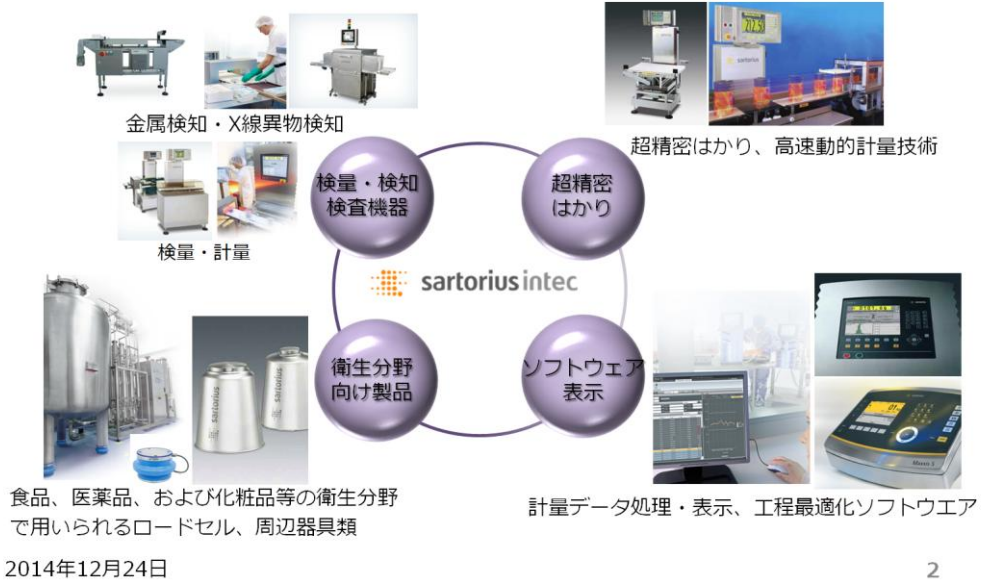 金属検知・X線異物検知
超精密はかり、高速動的計量技術
検量・計量
検量・検知
検査機器
超精密
はかり
sartorius intec
衛生分野
向け製品
ソフトウェア
表示
sartorius
sartorius
食品、医薬品、および化粧品等の衛生分野
で用いられるロードセル、周辺器具類
計量データ処理・表示、工程最適化ソフトウエア
2014年12月24日
2